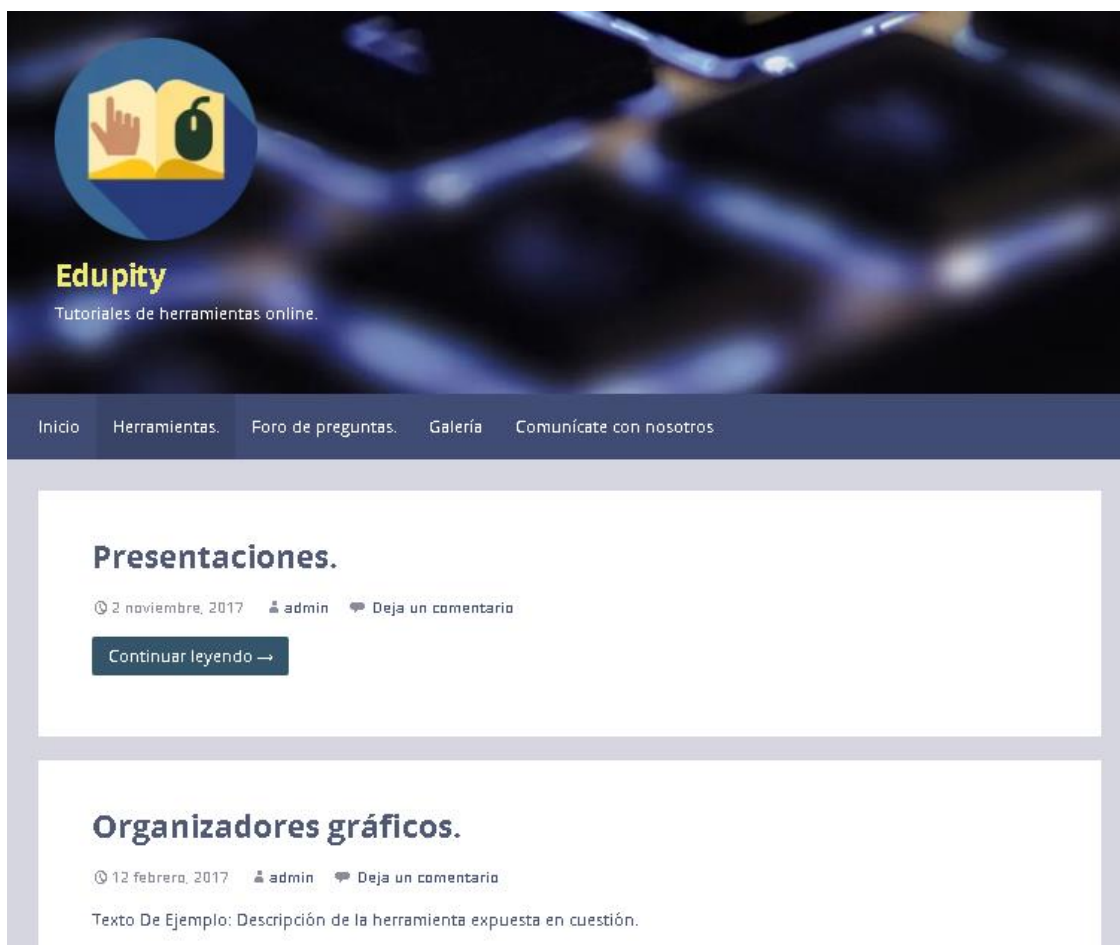 Edupity
Tutoriales de herramientas online.
Inicio Herramientas. Foro de preguntas. Galería Comunícate con nosotros
Presentaciones.
2 noviembre, 2017 admin Deja un comentario
Continuar leyendo →
Organizadores gráficos.
12 febrero, 2017 admin Deja un comentario
Texto De Ejemplo: Descripción de la herramienta expuesta en cuestión.